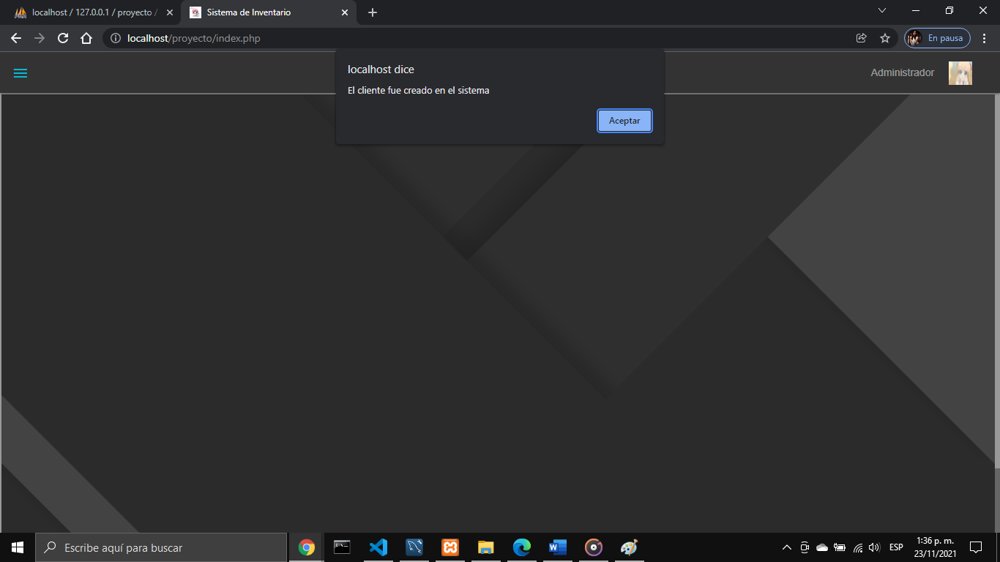 localhost / 127.0.0.1 / proyecto /
Sistema de Inventario
localhost/proyecto/index.php
En pausa
localhost dice
El cliente fue creado en el sistema
Aceptar
Administrador
Escribe aquí para buscar
ESP
1:36 p. m.
23/11/2021